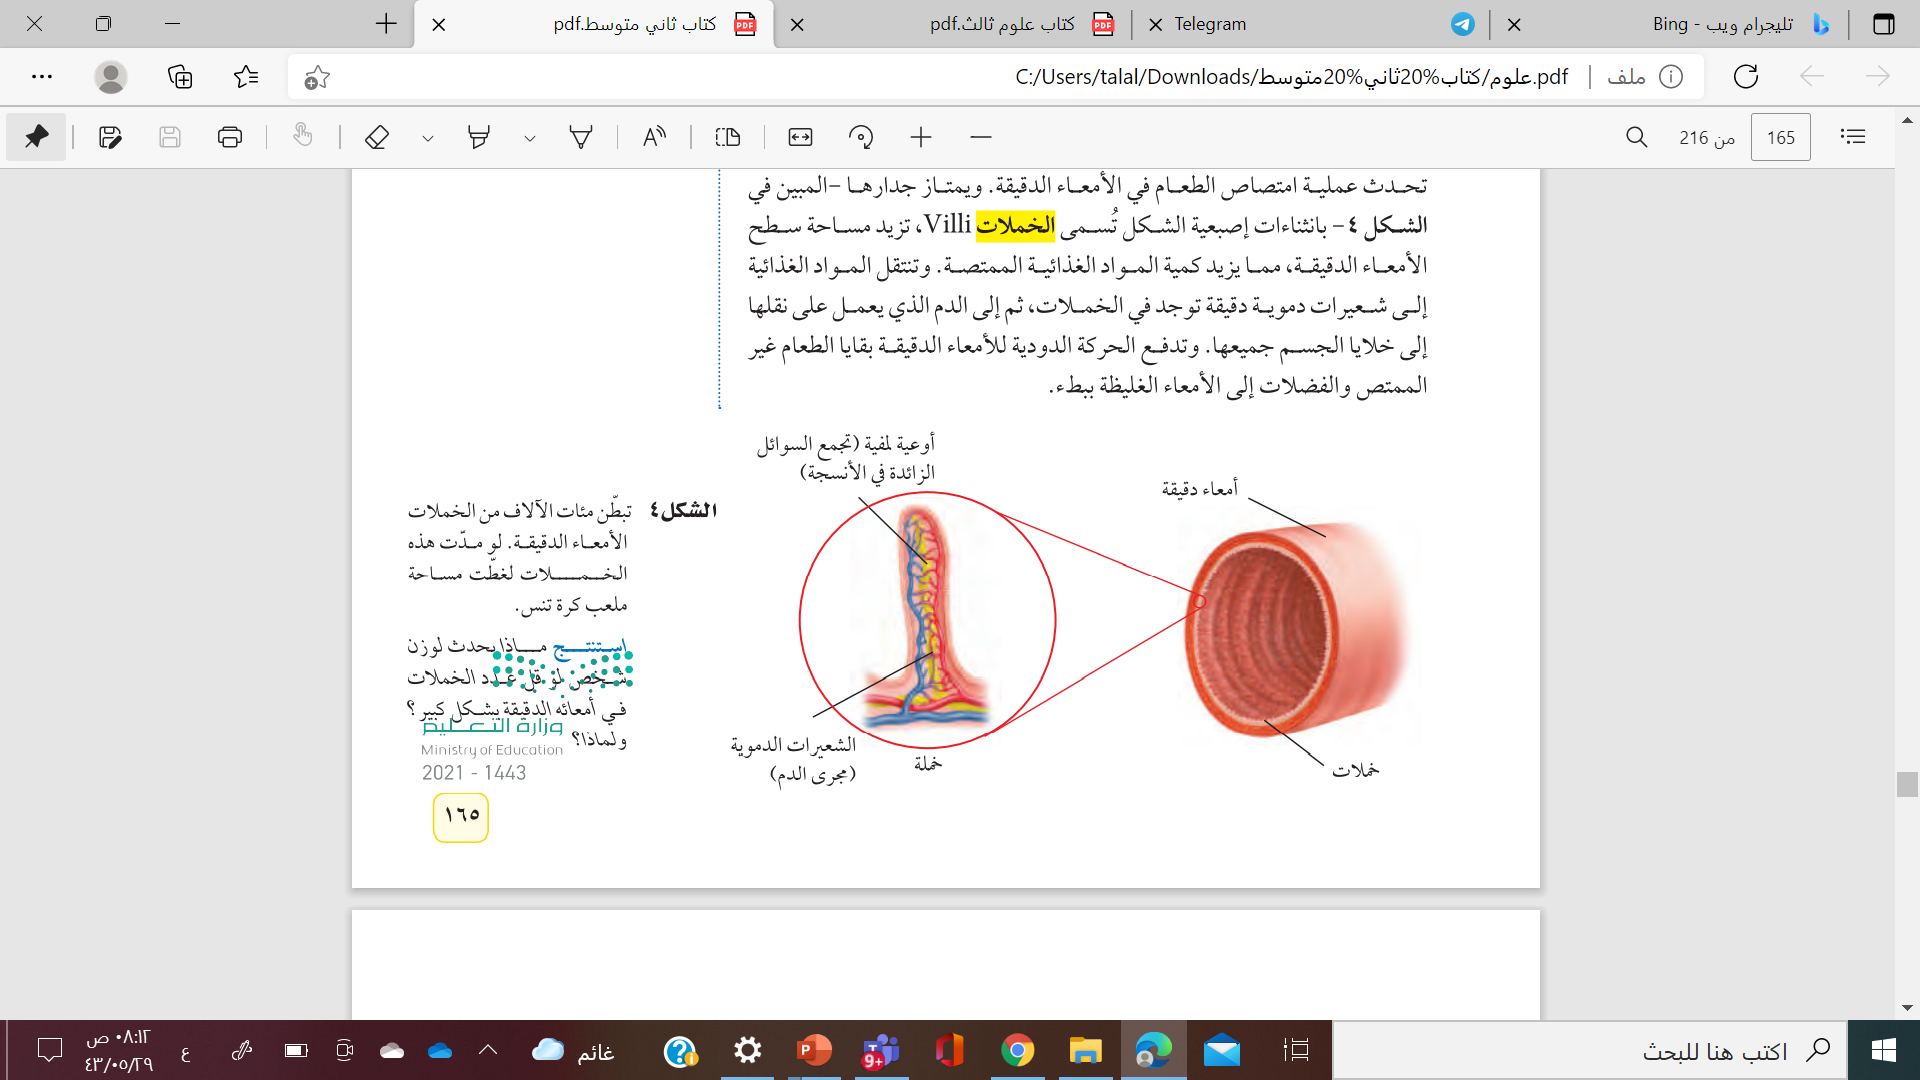 تليجرام ويب - Bing
Telegram
كتاب علوم ثالث.pdf
كتاب ثاني متوسط.pdf
ملف
C:/Users/talal/Downloads/علوم/كتاب%20ثاني%20متوسط.pdf
165
من 216
تحدث عملية امتصاص الطعام في الأمعاء الدقيقة. ويمتاز جدارها –المبين في
الشكل ٤– بانثناءات إصبعية الشكل تُسمى الخملات Villi، تزيد مساحة سطح
الأمعاء الدقيقة، مما يزيد كمية المواد الغذائية الممتصة. وتنتقل المواد الغذائية
إلى شعيرات دموية دقيقة توجد في الخملات، ثم إلى الدم الذي يعمل على نقلها
إلى خلايا الجسم جميعها. وتدفع الحركة الدودية للأمعاء الدقيقة بقايا الطعام غير
الممتص والفضلات إلى الأمعاء الغليظة ببطء.
أمعاء دقيقة
خملات
أوعية لمفية (تجمع السوائل
الزائدة في الأنسجة)
الشعيرات الدموية
(مجرى الدم)
خملة
الشكل ٤ تبطّن مئات الآلاف من الخملات
الأمعاء الدقيقة. لو مدّت هذه
الخملات لغطّت مساحة
ملعب كرة تنس.
استنتج ماذا يحدث لوزن
شخص لو قل عدد الخملات
في أمعائه الدقيقة بشكل كبير؟
ولماذا؟
وزارة التعليم
Ministry of Education
2021 - 1443
١٦٥
اكتب هنا للبحث
9+
غائم
ع
٠٨:١٢ ص
٤٣/٠٥/٢٩